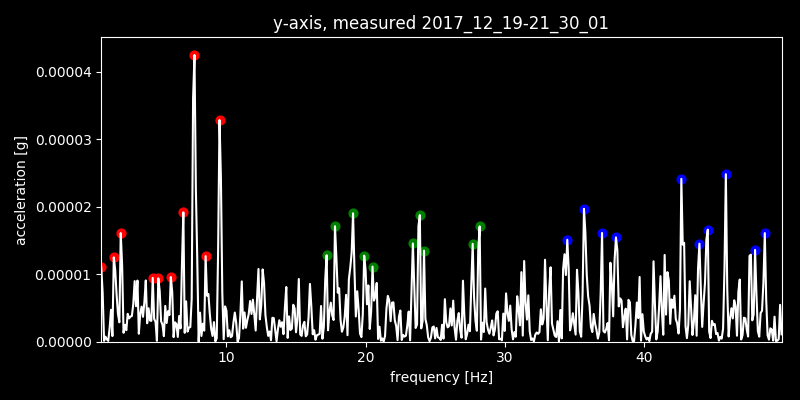 y-axis, measured 2017_12_19-21_30_01
acceleration [g]
0.00004
0.00003
0.00002
0.00001
0.00000
10 20 30 40
frequency [Hz]